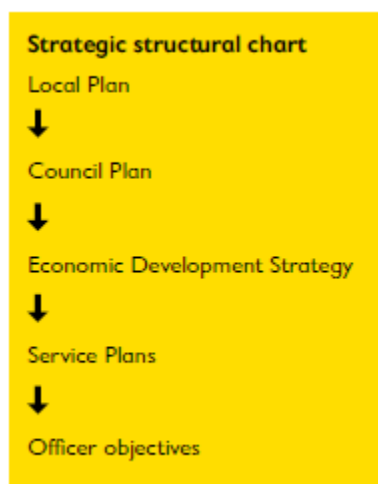 Strategic structural chart
Local Plan
Council Plan
Economic Development Strategy
Service Plans
Officer objectives